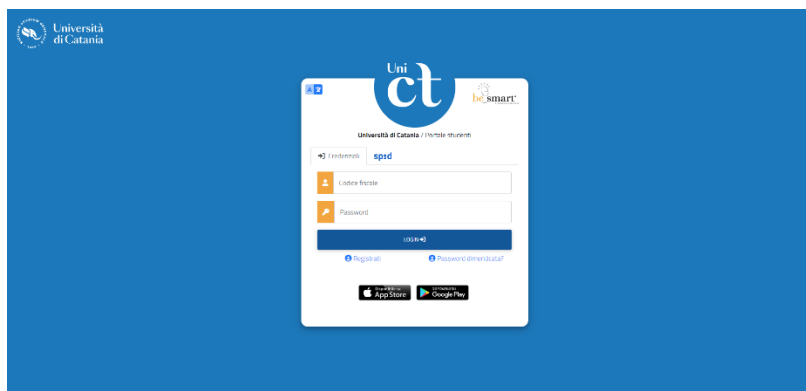 Università
di Catania
Uni
ct
be smart
Università di Catania / Portale studenti
Credenziali
spid
Codice fiscale
Password
LOGIN
Registrati
Password dimenticata?
App Store
Google Play